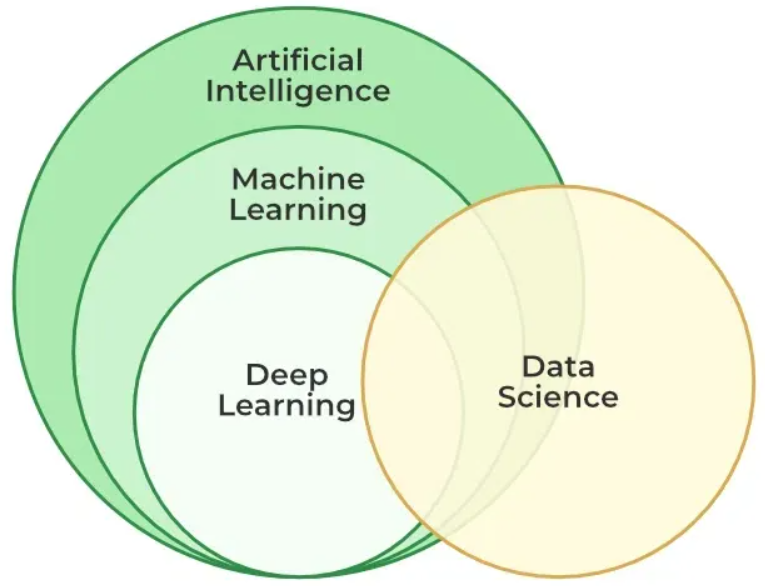 Artificial
Intelligence
Machine
Learning
Deep
Learning
Data
Science